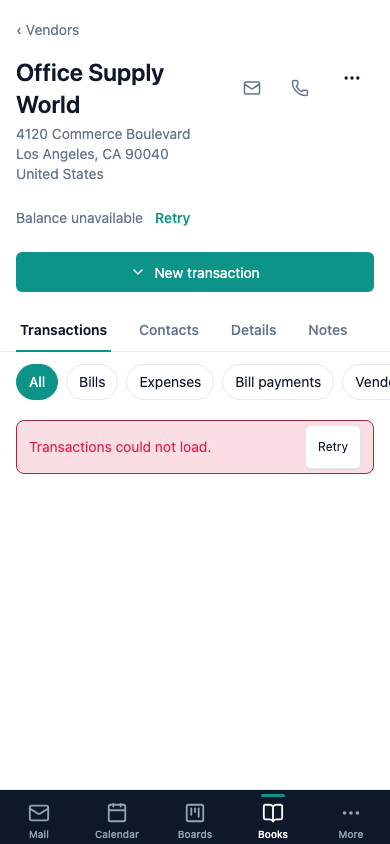 ‹ Vendors
Office Supply
World
4120 Commerce Boulevard
Los Angeles, CA 90040
United States
Balance unavailable Retry
New transaction
Transactions Contacts Details Notes
All Bills Expenses Bill payments Vend
Transactions could not load. Retry
Mail Calendar Boards Books More